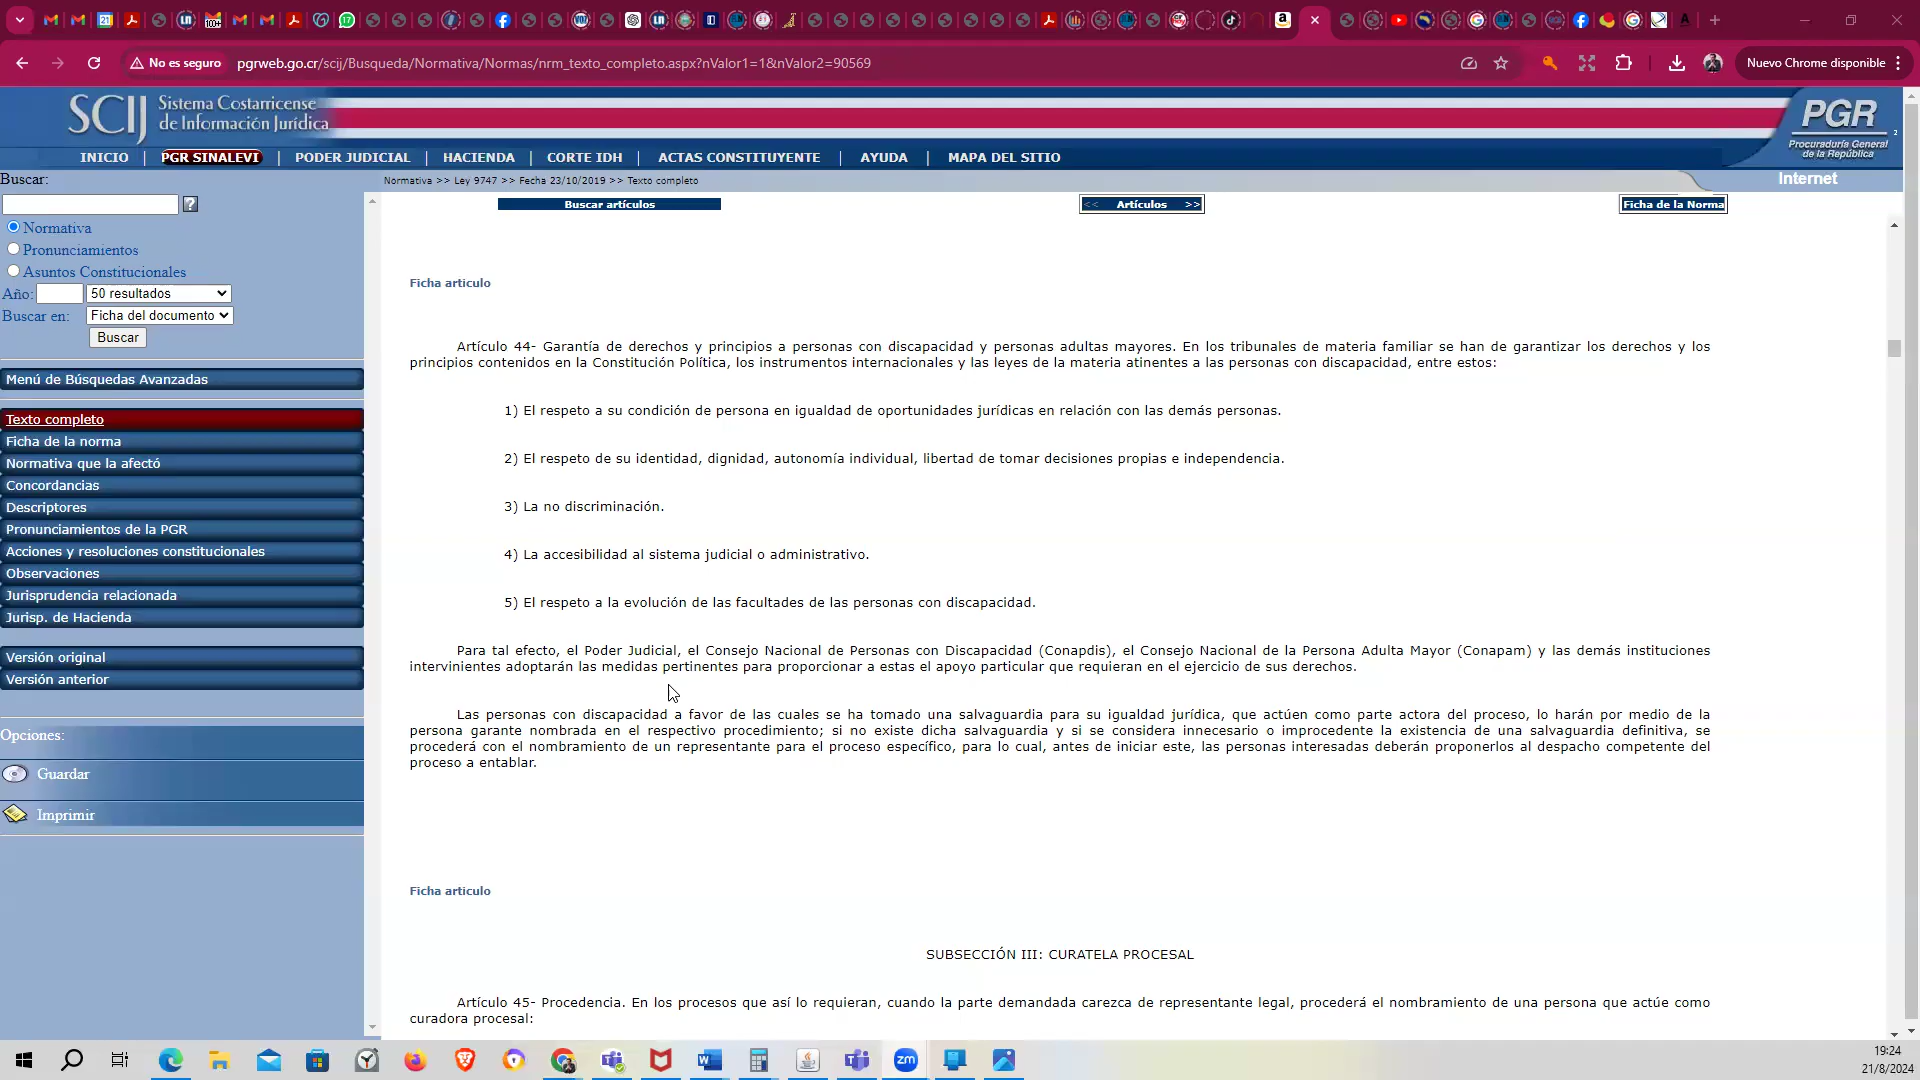 No es seguro
pgrweb.go.cr/scij/Busqueda/Normativa/Normas/nrm_texto_completo.aspx?nValor1=1&nValor2=90569
Nuevo Chrome disponible
SCIJ Sistema Costarricense
de Información Jurídica
PGR
Procuraduría General
de la República
INICIO | PGR SINALEVI | PODER JUDICIAL | HACIENDA | CORTE IDH | ACTAS CONSTITUYENTE | AYUDA | MAPA DEL SITIO
Internet
Buscar:
Normativa
Pronunciamientos
Asuntos Constitucionales
Año: 50 resultados
Buscar en: Ficha del documento
Buscar
Menú de Búsquedas Avanzadas
Texto completo
Ficha de la norma
Normativa que la afectó
Concordancias
Descriptores
Pronunciamientos de la PGR
Acciones y resoluciones constitucionales
Observaciones
Jurisprudencia relacionada
Jurisp. de Hacienda
Versión original
Versión anterior
Opciones:
Guardar
Imprimir
Normativa >> Ley 9747 >> Fecha 23/10/2019 >> Texto completo
Buscar artículos
<< Artículos >>
Ficha de la Norma
Ficha articulo
Artículo 44- Garantía de derechos y principios a personas con discapacidad y personas adultas mayores. En los tribunales de materia familiar se han de garantizar los derechos y los
principios contenidos en la Constitución Política, los instrumentos internacionales y las leyes de la materia atinentes a las personas con discapacidad, entre estos:
1) El respeto a su condición de persona en igualdad de oportunidades jurídicas en relación con las demás personas.
2) El respeto de su identidad, dignidad, autonomía individual, libertad de tomar decisiones propias e independencia.
3) La no discriminación.
4) La accesibilidad al sistema judicial o administrativo.
5) El respeto a la evolución de las facultades de las personas con discapacidad.
Para tal efecto, el Poder Judicial, el Consejo Nacional de Personas con Discapacidad (Conapdis), el Consejo Nacional de la Persona Adulta Mayor (Conapam) y las demás instituciones
intervinientes adoptarán las medidas pertinentes para proporcionar a estas el apoyo particular que requieran en el ejercicio de sus derechos.
Las personas con discapacidad a favor de las cuales se ha tomado una salvaguardia para su igualdad jurídica, que actúen como parte actora del proceso, lo harán por medio de la
persona garante nombrada en el respectivo procedimiento; si no existe dicha salvaguardia y si se considera innecesario o improcedente la existencia de una salvaguardia definitiva, se
procederá con el nombramiento de un representante para el proceso específico, para lo cual, antes de iniciar este, las personas interesadas deberán proponerlos al despacho competente del
proceso a entablar.
Ficha articulo
SUBSECCIÓN III: CURATELA PROCESAL
Artículo 45- Procedencia. En los procesos que así lo requieran, cuando la parte demandada carezca de representante legal, procederá el nombramiento de una persona que actúe como
curadora procesal:
19:24
21/8/2024